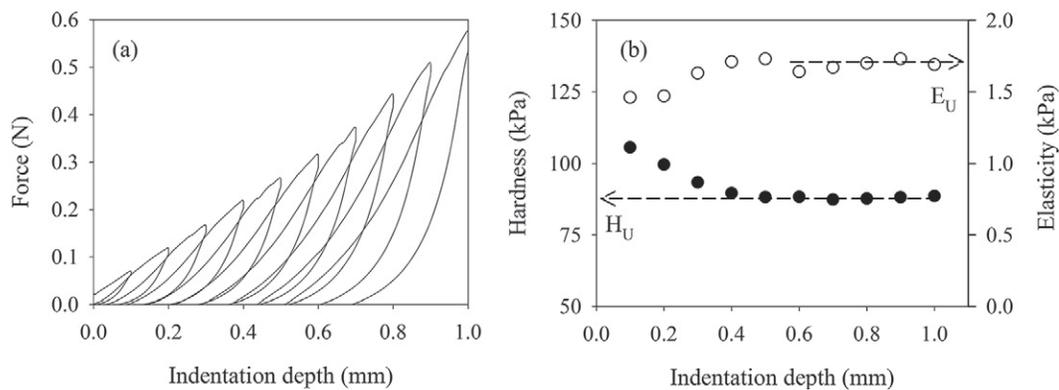 (a)
Force (N)
0.6
0.5
0.4
0.3
0.2
0.1
0.0
0.0 0.2 0.4 0.6 0.8 1.0
Indentation depth (mm)
(b)
Hardness (kPa)
150
125
100
75
50
2.0
1.5
1.0
0.5
0.0
Elasticity (kPa)
E_U
H_U
0.0 0.2 0.4 0.6 0.8 1.0
Indentation depth (mm)